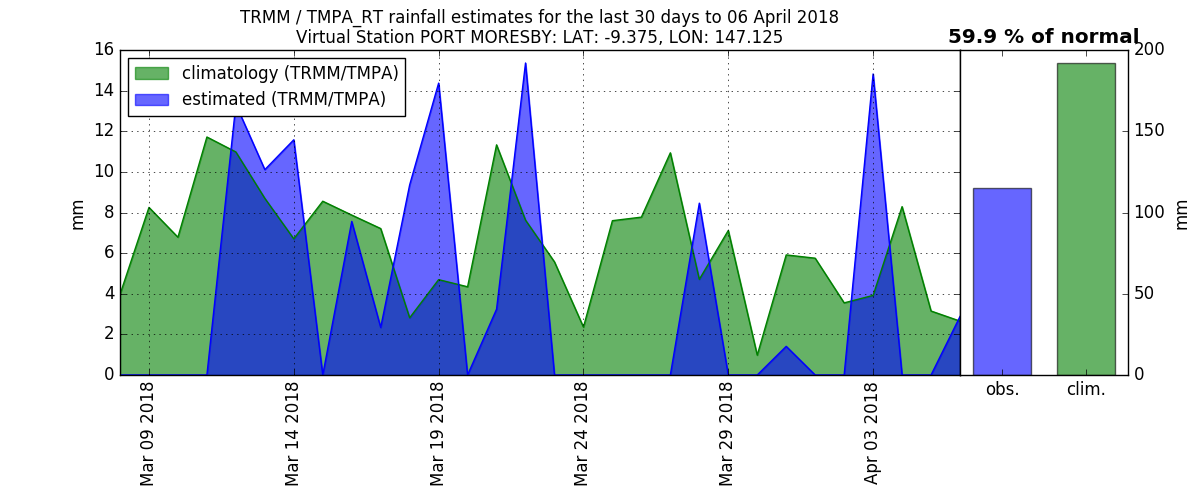 TRMM / TMPA_RT rainfall estimates for the last 30 days to 06 April 2018
Virtual Station PORT MORESBY: LAT: -9.375, LON: 147.125
59.9 % of normal
climatology (TRMM/TMPA)
estimated (TRMM/TMPA)
16
14
12
10
8
6
4
2
0
mm
Mar 09 2018
Mar 14 2018
Mar 19 2018
Mar 24 2018
Mar 29 2018
Apr 03 2018
obs.
clim.
200
150
100
50
0
mm